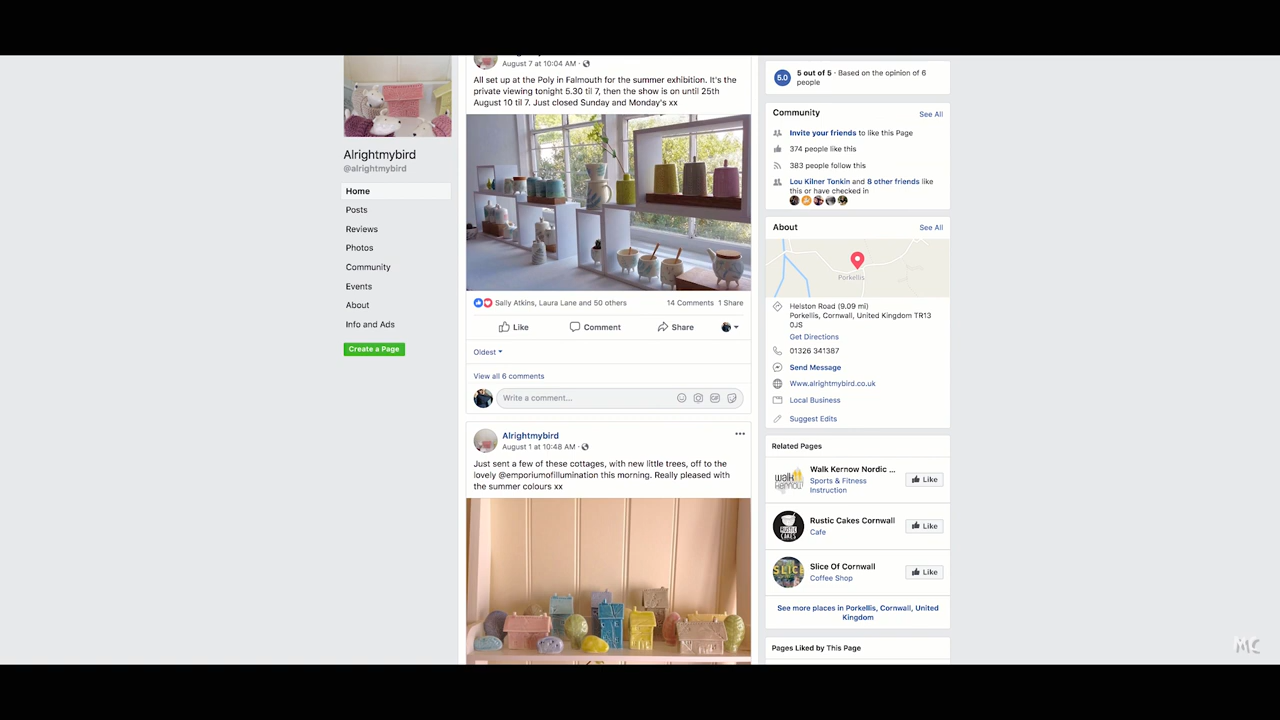 Alrightmybird
@alrightmybird
Home
Posts
Reviews
Photos
Community
Events
About
Info and Ads
Create a Page
August 7 at 10:04 AM ·
All set up at the Poly in Falmouth for the summer exhibition. It's the
private viewing tonight 5.30 til 7, then the show is on until 25th
August 10 til 7. Just closed Sunday and Monday's xx
Sally Atkins, Laura Lane and 50 others
14 Comments 1 Share
Like Comment Share
Oldest
View all 6 comments
Write a comment...
GIF
Alrightmybird
August 1 at 10:48 AM ·
Just sent a few of these cottages, with new little trees, off to the
lovely @emporiumofillumination this morning. Really pleased with
the summer colours xx
5.0
5 out of 5 · Based on the opinion of 6
people
Community
See All
Invite your friends to like this Page
374 people like this
383 people follow this
Lou Kilner Tonkin and 8 other friends like
this or have checked in
About
See All
Porkellis
Helston Road (9.09 mi)
Porkellis, Cornwall, United Kingdom TR13
0JS
Get Directions
01326 341387
Send Message
Www.alrightmybird.co.uk
Local Business
Suggest Edits
Related Pages
Walk Kernow Nordic ...
Sports & Fitness
Instruction
Like
Rustic Cakes Cornwall
Cafe
Like
RUSTIC
CAKES
Slice Of Cornwall
Coffee Shop
Like
SLICE
See more places in Porkellis, Cornwall, United
Kingdom
Pages Liked by This Page
MC